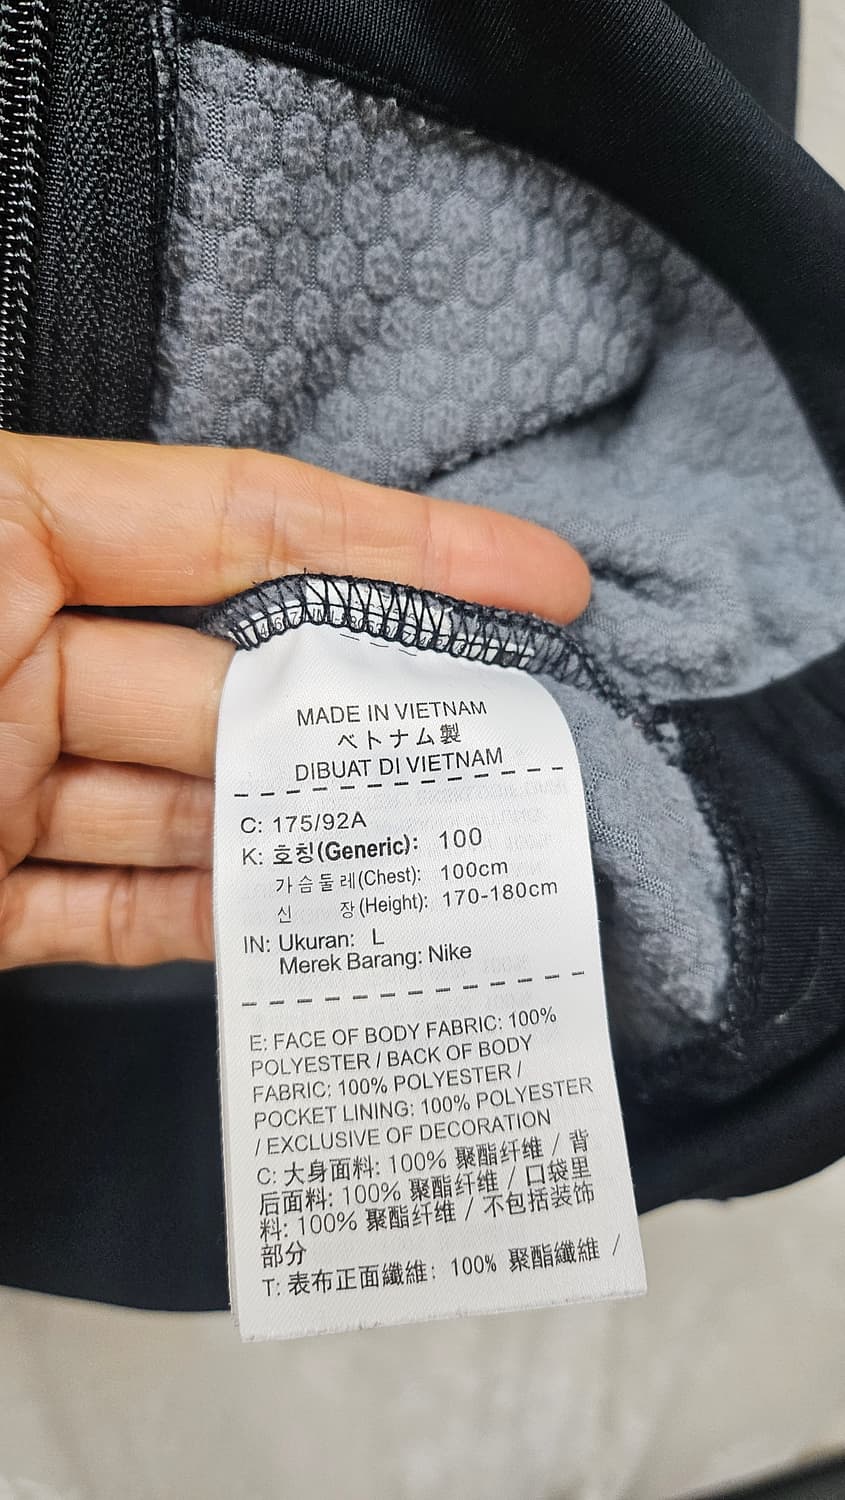 MADE IN VIETNAM
ベトナム製
DIBUAT DI VIETNAM
C: 175/92A
K: 호칭(Generic): 100
가슴둘레(Chest): 100cm
신 장(Height): 170-180cm
IN: Ukuran: L
Merek Barang: Nike
E: FACE OF BODY FABRIC: 100%
POLYESTER / BACK OF BODY
FABRIC: 100% POLYESTER /
POCKET LINING: 100% POLYESTER
/ EXCLUSIVE OF DECORATION
C: 大身面料: 100% 聚酯纤维 / 背
后面料: 100% 聚酯纤维 / 口袋里
料: 100% 聚酯纤维 / 不包括装饰
部分
T: 表布正面纖維: 100% 聚酯纖維 /